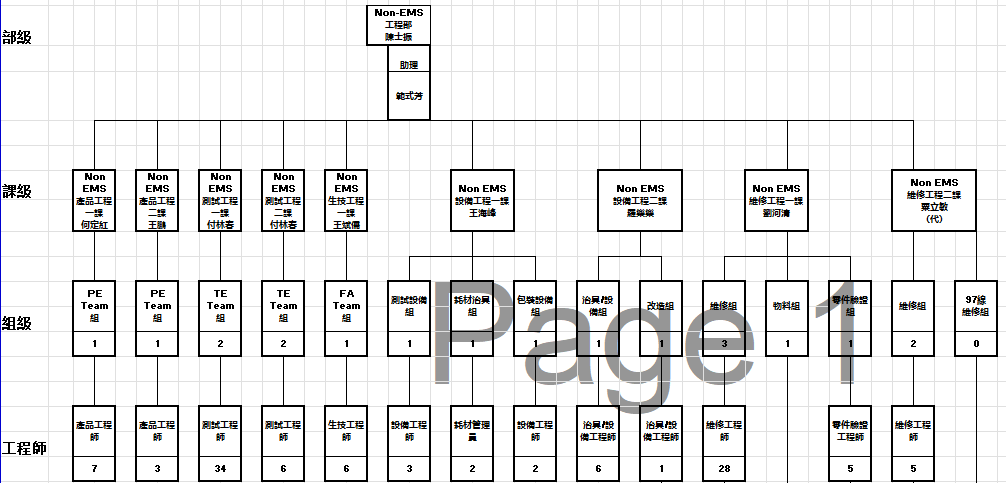 Non-EMS
工程部
陳士振
部級
助理
範式芳
課級
Non
EMS
產品工程
一課
何定紅
Non
EMS
產品工程
二課
王鵬
Non
EMS
測試工程
一課
付林春
Non
EMS
測試工程
二課
付林春
Non
EMS
生技工程
一課
王斌儒
Non EMS
設備工程一課
王海峰
Non EMS
設備工程二課
羅樂樂
Non EMS
維修工程一課
劉河清
Non EMS
維修工程二課
粟立敏
(代)
組級
PE
Team
組
1
PE
Team
組
1
TE
Team
組
2
TE
Team
組
2
FA
Team
組
1
測試設備
組
1
耗材治具
組
1
包裝設備
組
1
治具/設
備組
1
改造組
1
維修組
3
物料組
1
零件驗證
組
1
維修組
2
97線
維修組
0
Page 1
工程師
產品工程
師
7
產品工程
師
3
測試工程
師
34
測試工程
師
6
生技工程
師
6
設備工程
師
3
耗材管理
員
2
設備工程
師
2
治具/設
備工程師
6
治具/設
備工程師
1
維修工程
師
28
零件驗證
工程師
5
維修工程
師
5